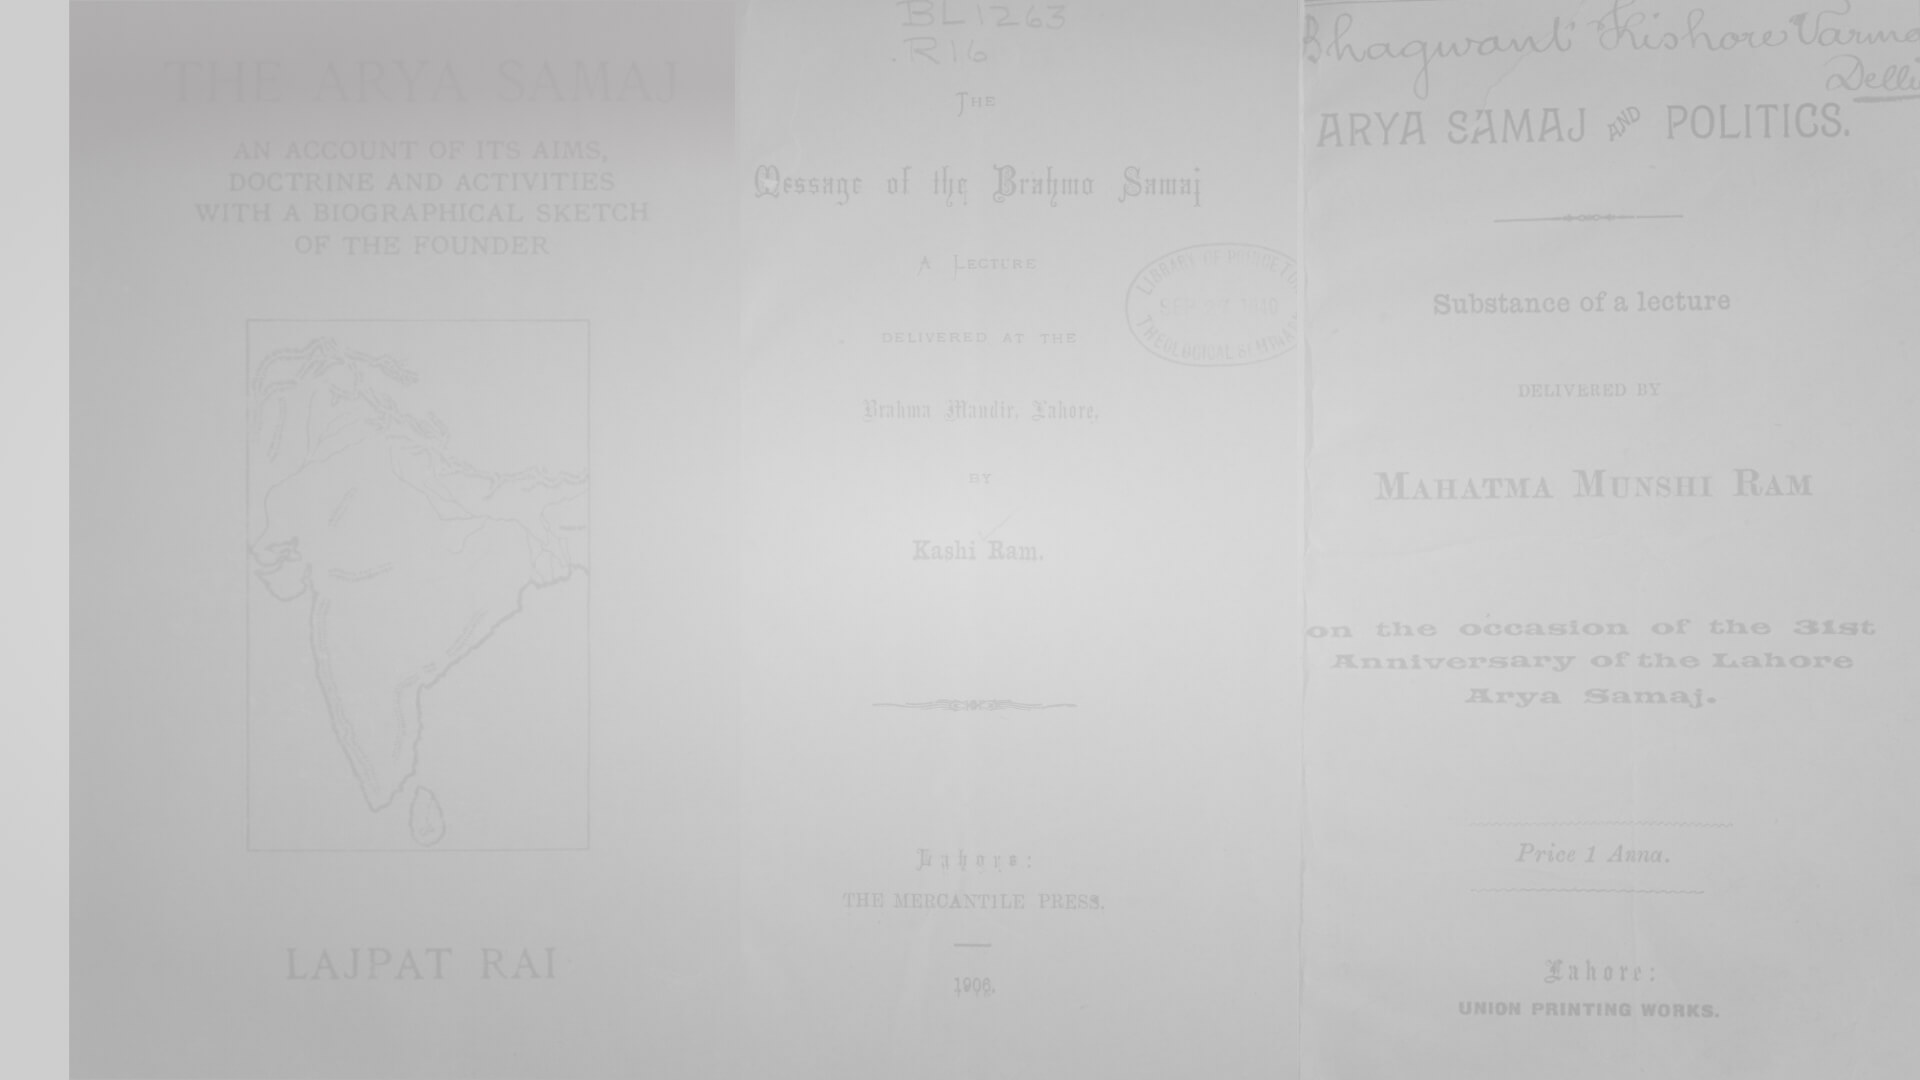 THE ARYA SAMAJ
AN ACCOUNT OF ITS AIMS,
DOCTRINE AND ACTIVITIES
WITH A BIOGRAPHICAL SKETCH
OF THE FOUNDER
LAJPAT RAI
BL1263
.R16
THE
Message of the Brahmo Samaj
A LECTURE
DELIVERED AT THE
Brahma Mandir, Lahore,
BY
Kashi Ram.
LIBRARY OF PRINCETON
THEOLOGICAL SEMINARY
Lahore:
THE MERCANTILE PRESS.
1906.
Bhagwant Kishore Varma
Delhi
ARYA SAMAJ AND POLITICS.
Substance of a lecture
DELIVERED BY
MAHATMA MUNSHI RAM
on the occasion of the 31st
Anniversary of the Lahore
Arya Samaj.
Price 1 Anna.
Lahore:
UNION PRINTING WORKS.